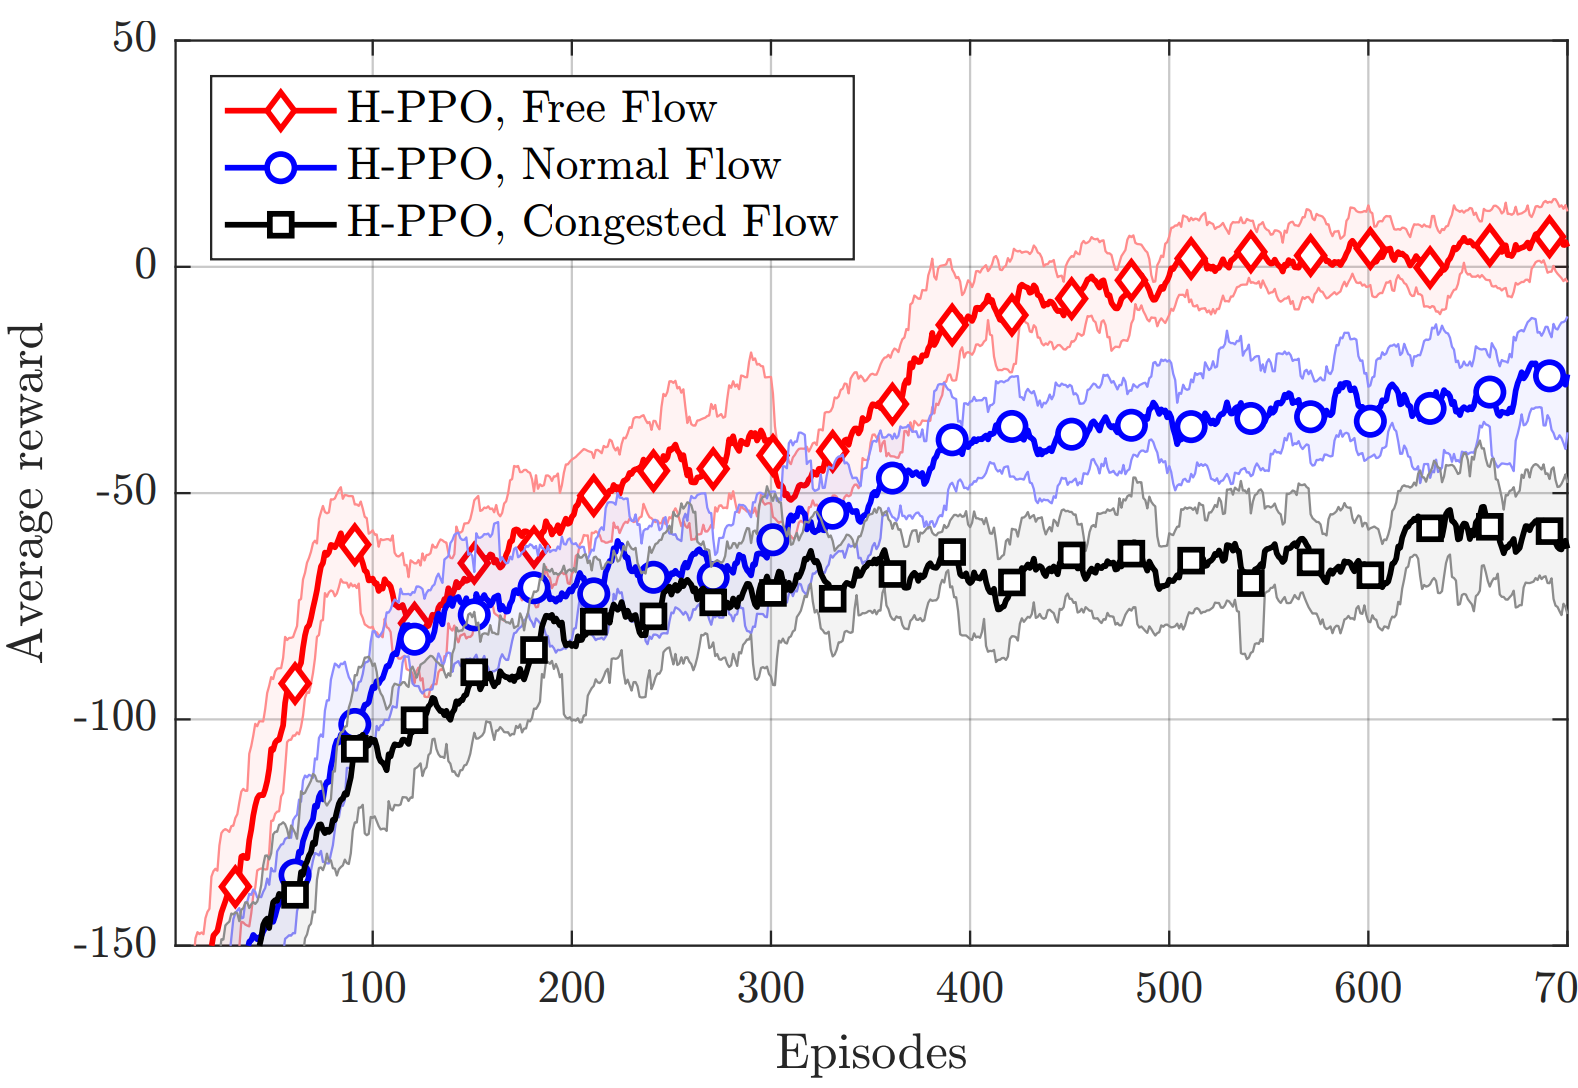 50
0
-50
-100
-150
Average reward
H-PPO, Free Flow
H-PPO, Normal Flow
H-PPO, Congested Flow
100 200 300 400 500 600 70
Episodes